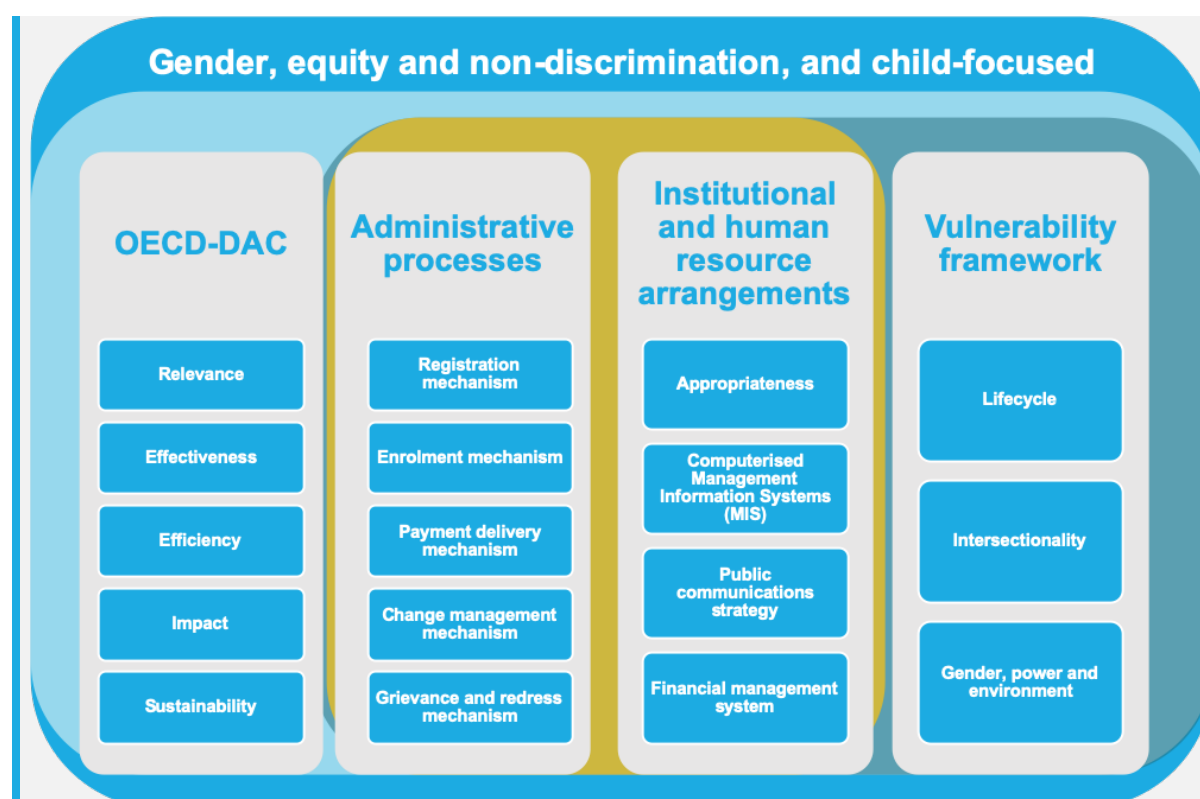 Gender, equity and non-discrimination, and child-focused
OECD-DAC
Relevance
Effectiveness
Efficiency
Impact
Sustainability
Administrative
processes
Registration
mechanism
Enrolment mechanism
Payment delivery
mechanism
Change management
mechanism
Grievance and redress
mechanism
Institutional
and human
resource
arrangements
Appropriateness
Computerised
Management
Information Systems
(MIS)
Public
communications
strategy
Financial management
system
Vulnerability
framework
Lifecycle
Intersectionality
Gender, power and
environment